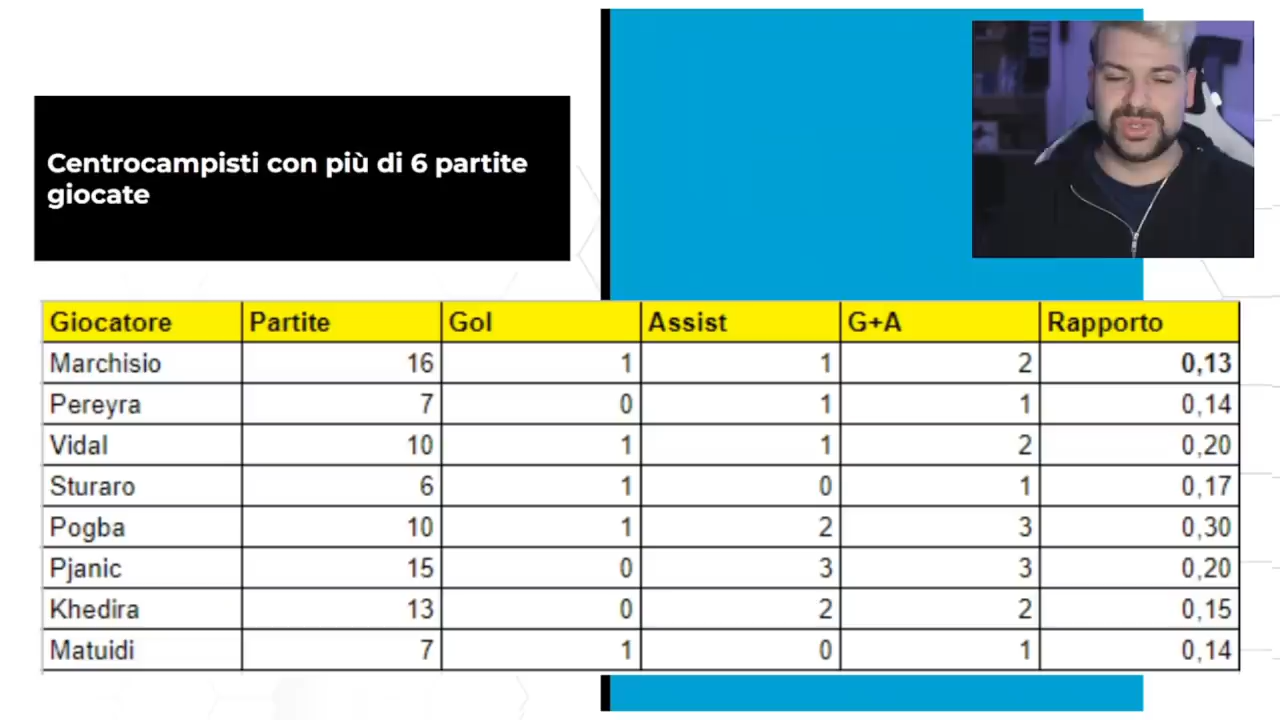 Centrocampisti con più di 6 partite
giocate
Giocatore Partite Gol Assist G+A Rapporto
Marchisio 16 1 1 2 0,13
Pereyra 7 0 1 1 0,14
Vidal 10 1 1 2 0,20
Sturaro 6 1 0 1 0,17
Pogba 10 1 2 3 0,30
Pjanic 15 0 3 3 0,20
Khedira 13 0 2 2 0,15
Matuidi 7 1 0 1 0,14